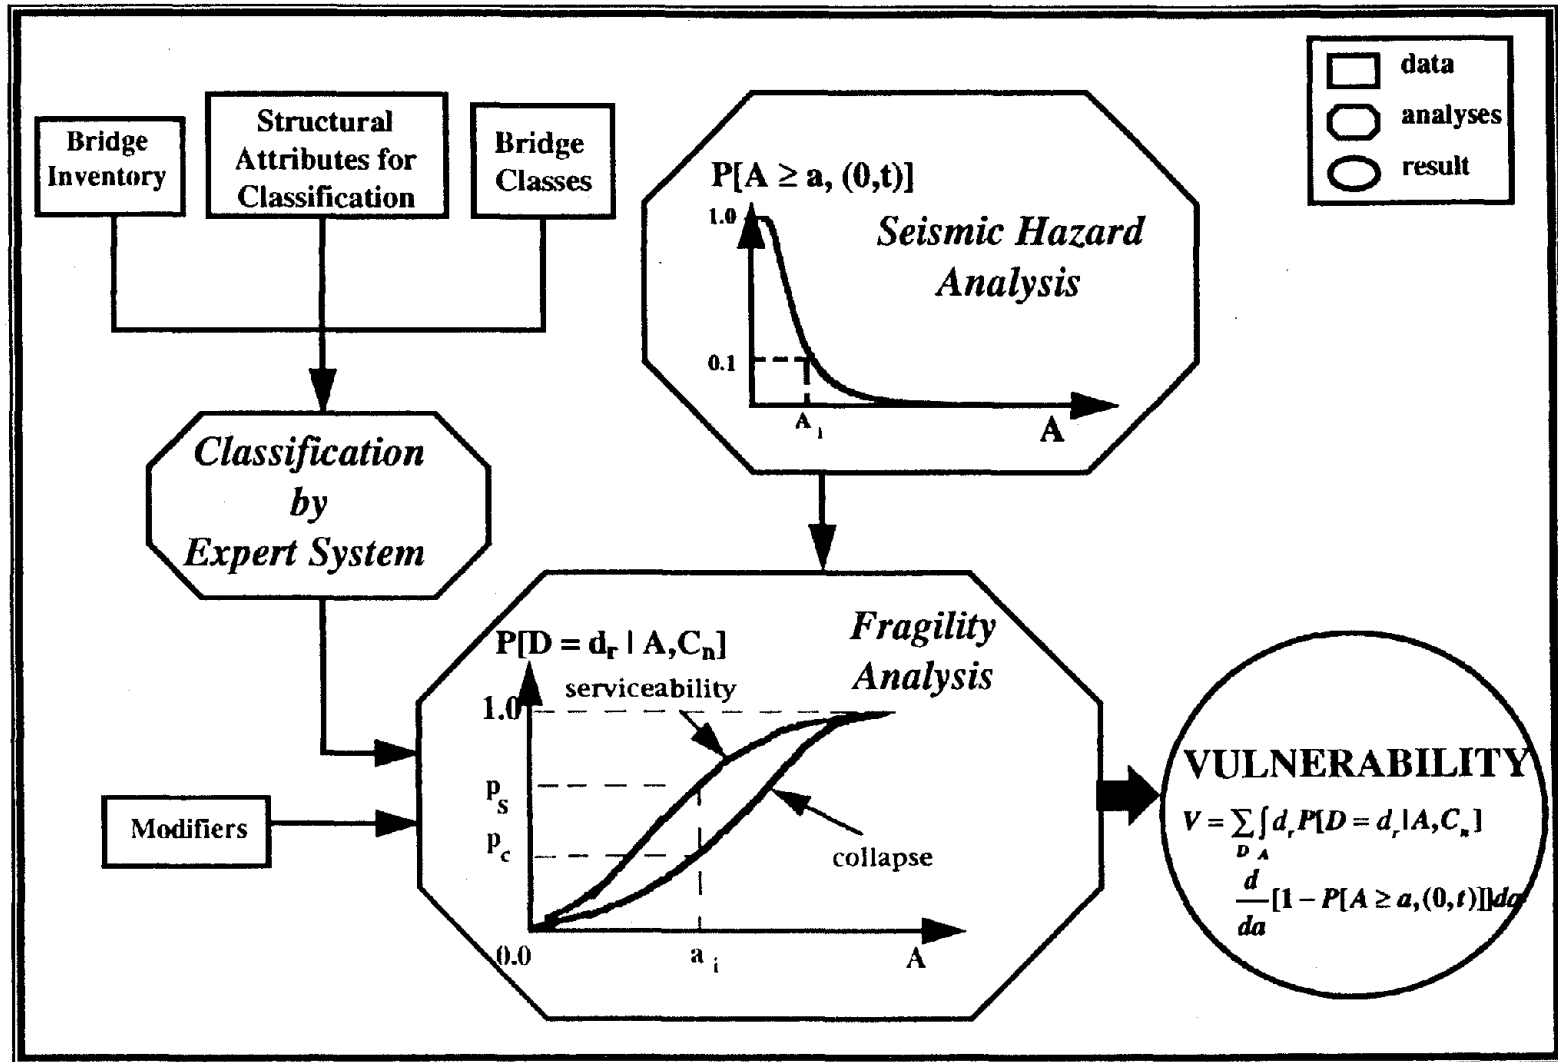 data
analyses
result
Bridge
Inventory
Structural
Attributes for
Classification
Bridge
Classes
P[A ≥ a, (0,t)]
1.0
Seismic Hazard
Analysis
0.1
A i
A
Classification
by
Expert System
P[D = dr | A,Cn]
Fragility
Analysis
serviceability
1.0
ps
pc
collapse
0.0
a i
A
Modifiers
VULNERABILITY
V = ∑∫ dr P[D = dr | A,Cn]
D A
d
da
[1 – P[A ≥ a,(0,t)]]da